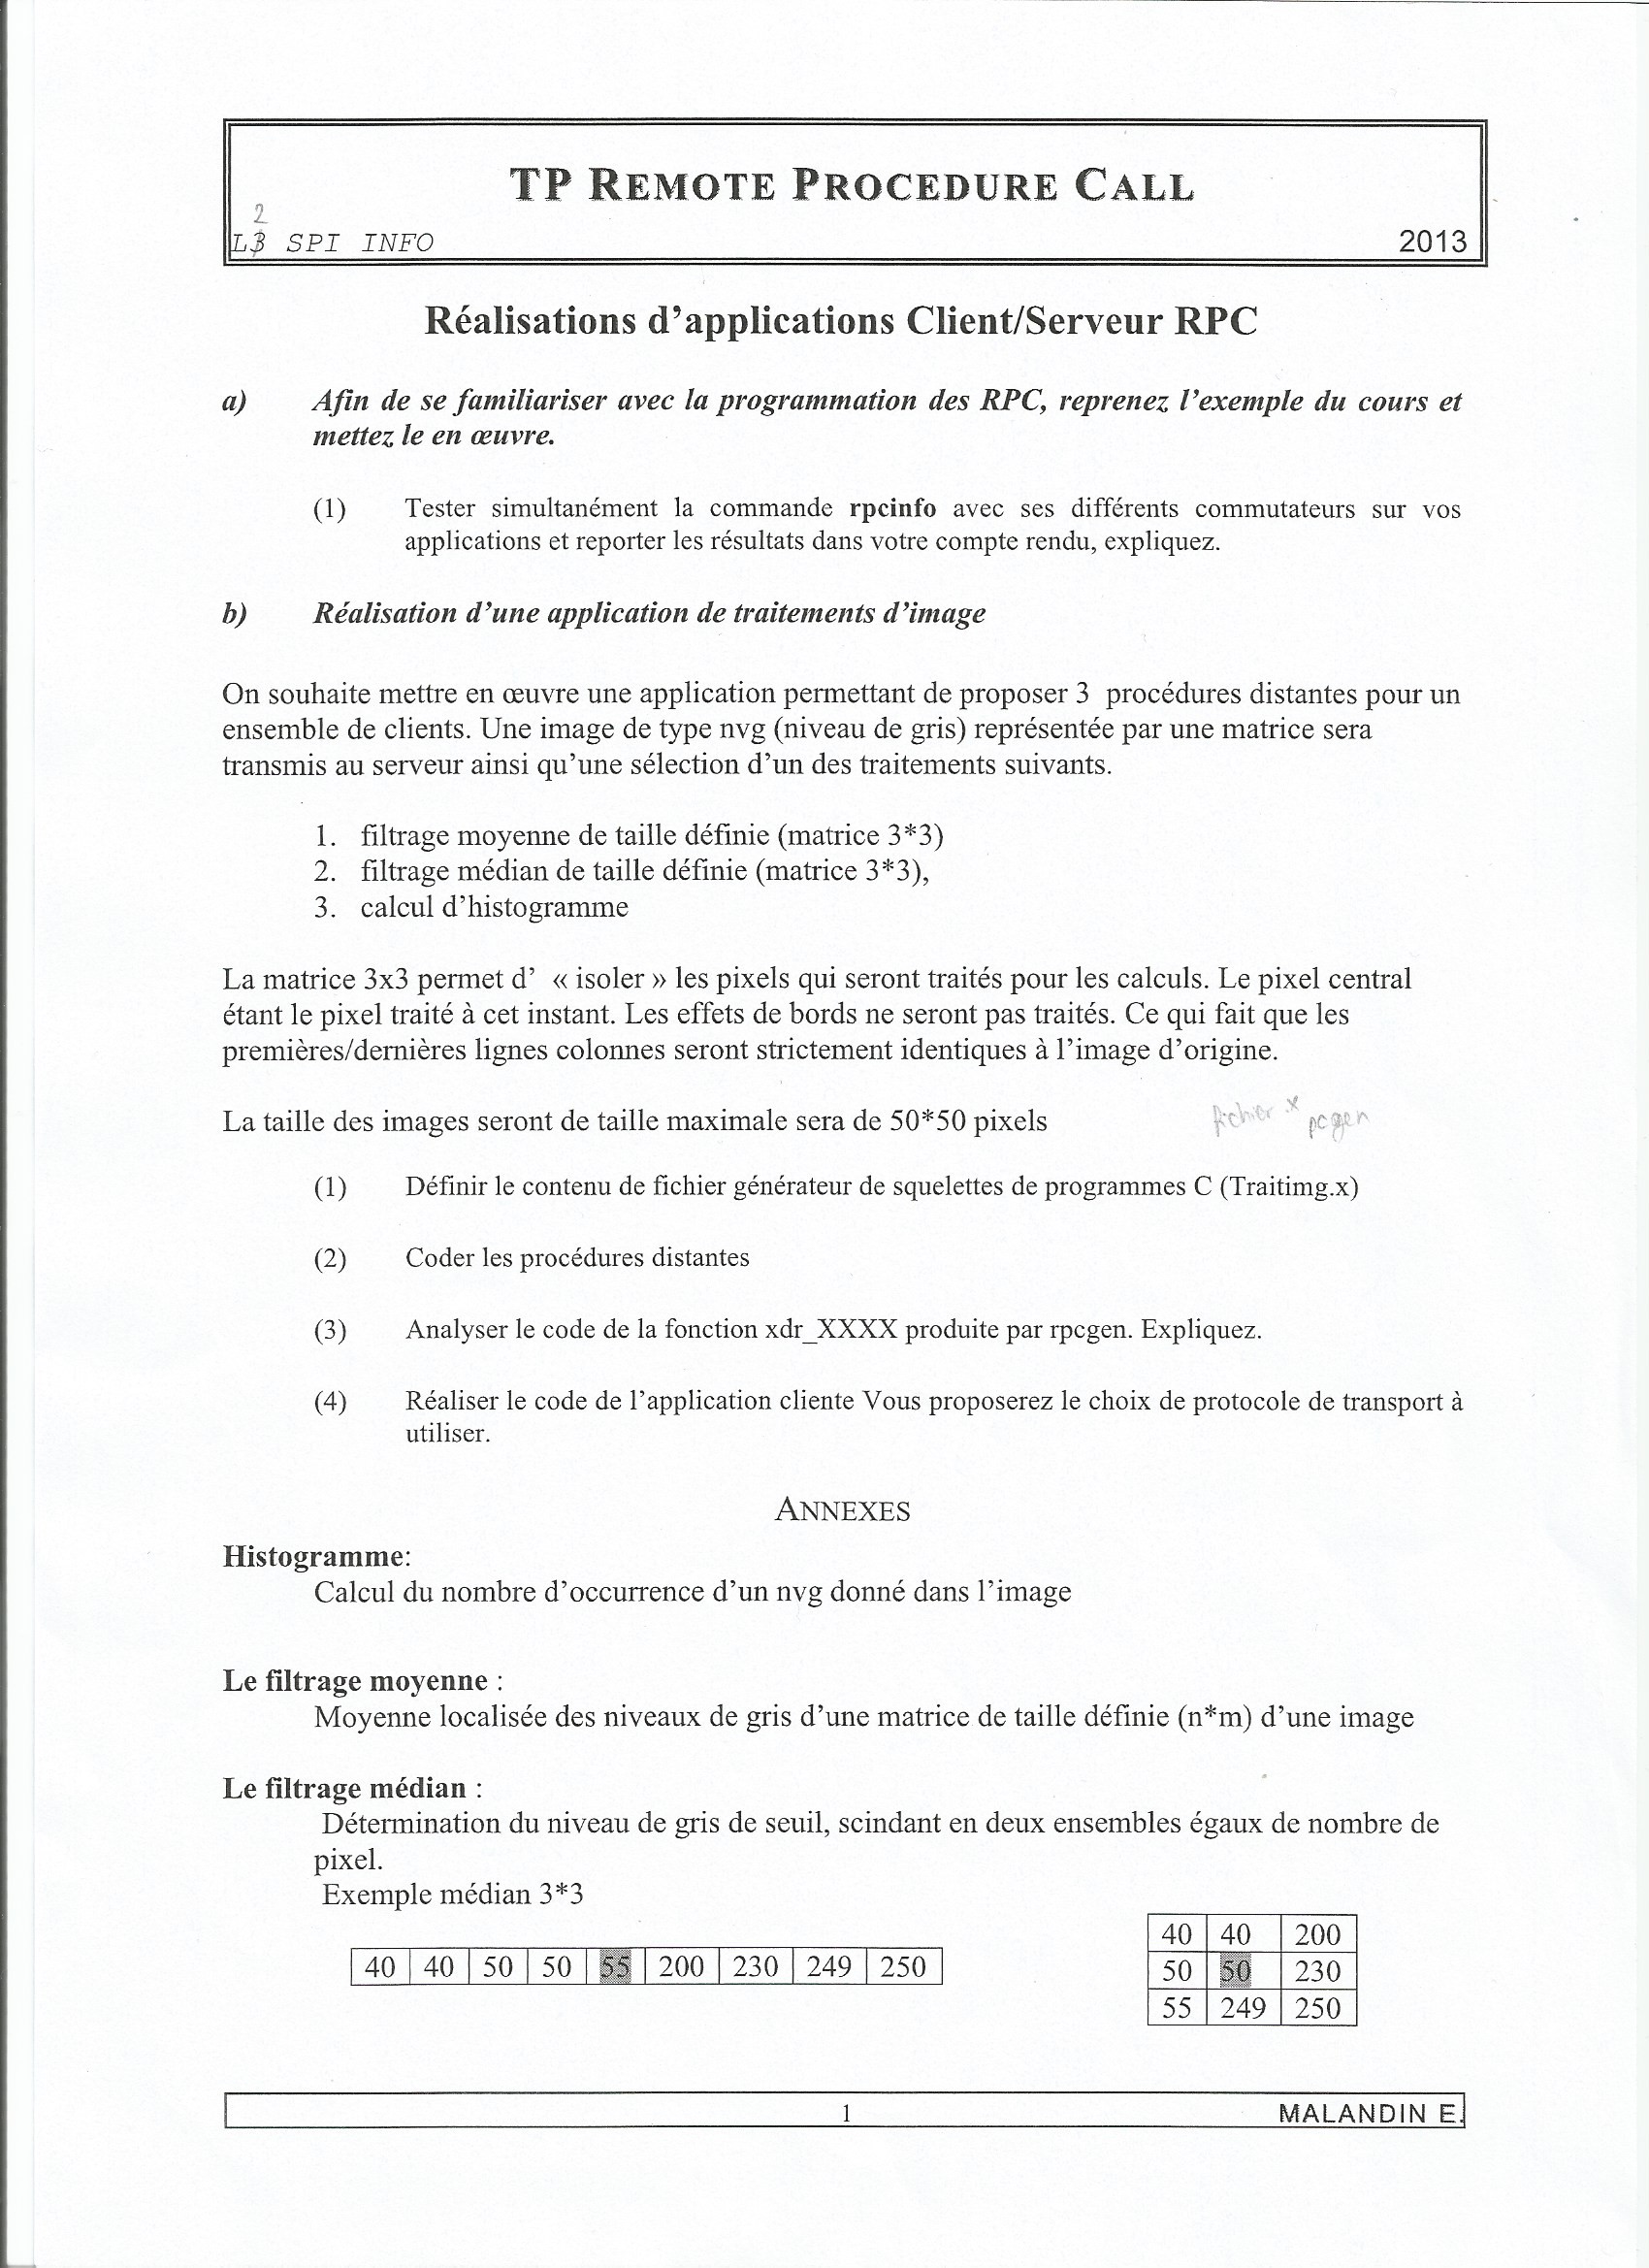 TP REMOTE PROCEDURE CALL
2
L3 SPI INFO 2013
Réalisations d'applications Client/Serveur RPC
a) Afin de se familiariser avec la programmation des RPC, reprenez l'exemple du cours et
mettez le en œuvre.
(1) Tester simultanément la commande rpcinfo avec ses différents commutateurs sur vos
applications et reporter les résultats dans votre compte rendu, expliquez.
b) Réalisation d'une application de traitements d'image
On souhaite mettre en œuvre une application permettant de proposer 3 procédures distantes pour un
ensemble de clients. Une image de type nvg (niveau de gris) représentée par une matrice sera
transmis au serveur ainsi qu'une sélection d'un des traitements suivants.
1. filtrage moyenne de taille définie (matrice 3*3)
2. filtrage médian de taille définie (matrice 3*3),
3. calcul d'histogramme
La matrice 3x3 permet d' « isoler » les pixels qui seront traités pour les calculs. Le pixel central
étant le pixel traité à cet instant. Les effets de bords ne seront pas traités. Ce qui fait que les
premières/dernières lignes colonnes seront strictement identiques à l'image d'origine.
La taille des images seront de taille maximale sera de 50*50 pixels
fichier .x pcgen
(1) Définir le contenu de fichier générateur de squelettes de programmes C (Traitimg.x)
(2) Coder les procédures distantes
(3) Analyser le code de la fonction xdr_XXXX produite par rpcgen. Expliquez.
(4) Réaliser le code de l'application cliente Vous proposerez le choix de protocole de transport à
utiliser.
ANNEXES
Histogramme:
Calcul du nombre d'occurrence d'un nvg donné dans l'image
Le filtrage moyenne :
Moyenne localisée des niveaux de gris d'une matrice de taille définie (n*m) d'une image
Le filtrage médian :
Détermination du niveau de gris de seuil, scindant en deux ensembles égaux de nombre de
pixel.
Exemple médian 3*3
40 40 50 50 55 200 230 249 250
40 40 200
50 50 230
55 249 250
1 MALANDIN E.